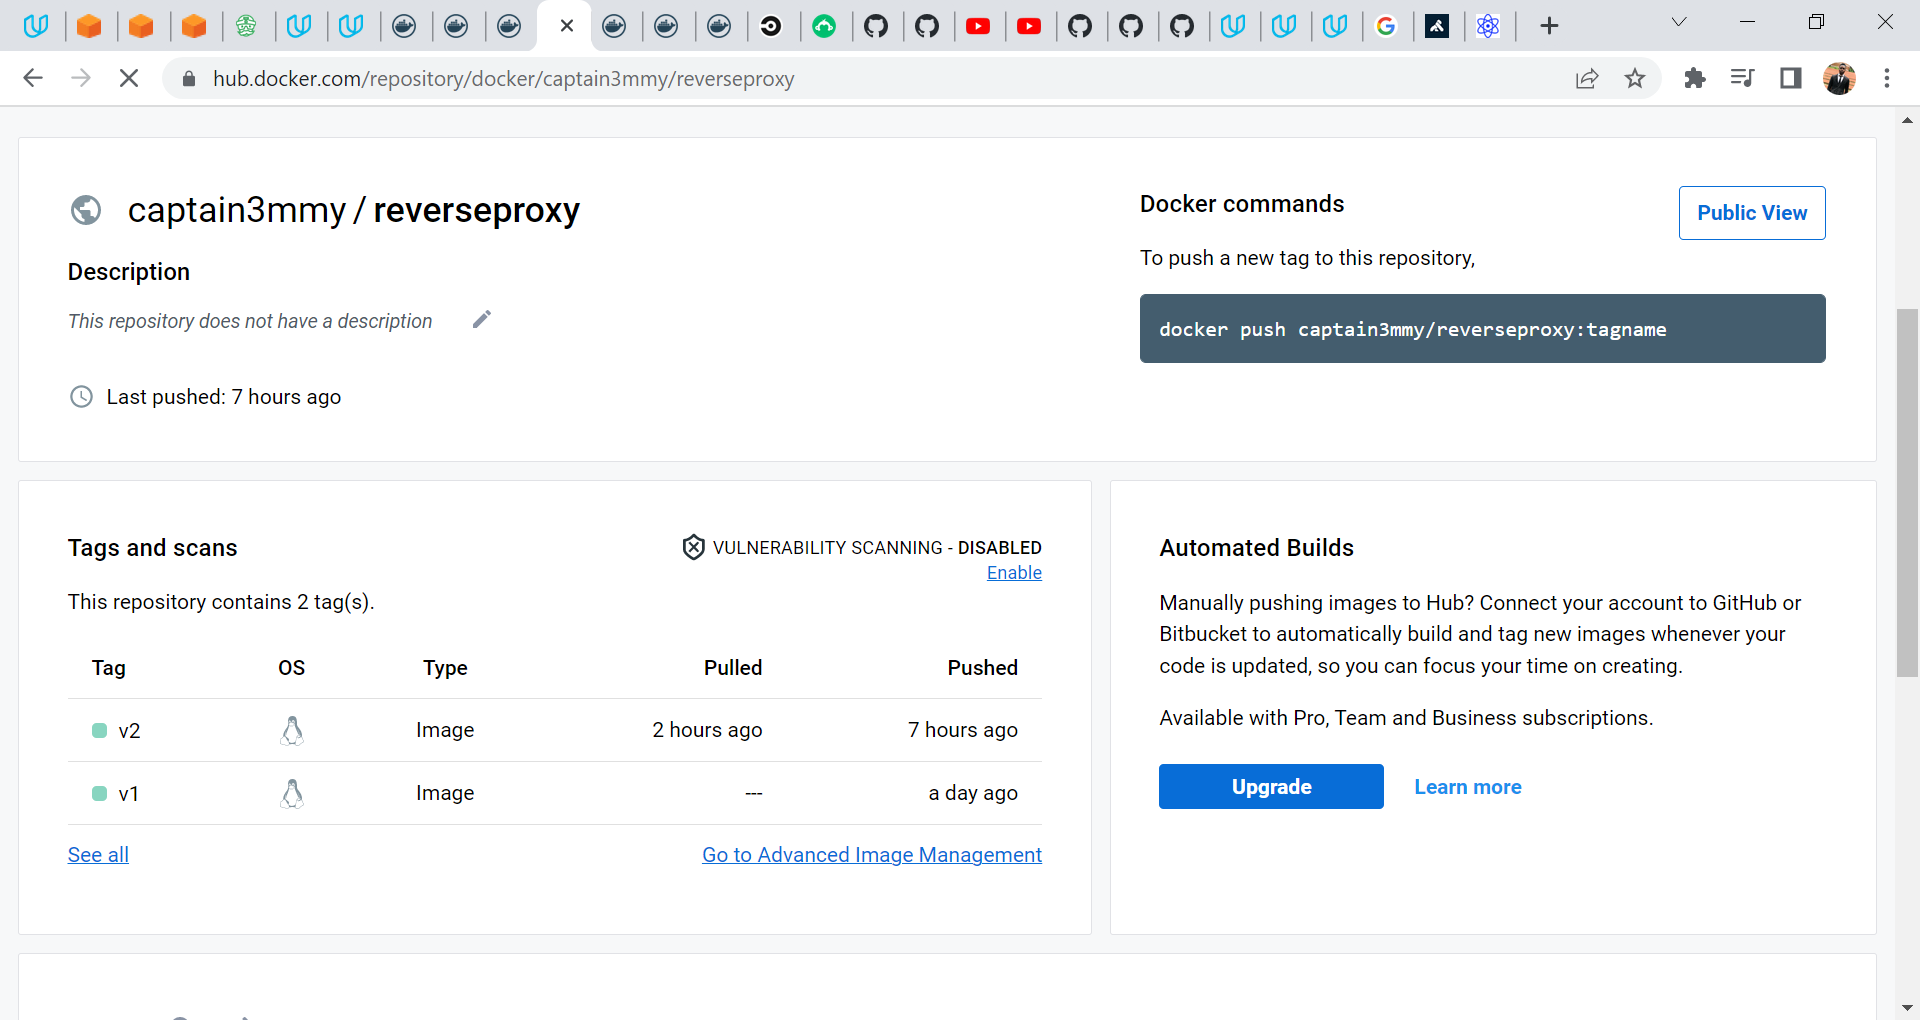 hub.docker.com/repository/docker/captain3mmy/reverseproxy
captain3mmy / reverseproxy
Description
This repository does not have a description
Last pushed: 7 hours ago
Docker commands
Public View
To push a new tag to this repository,
docker push captain3mmy/reverseproxy:tagname
Tags and scans
VULNERABILITY SCANNING - DISABLED
Enable
This repository contains 2 tag(s).
Tag OS Type Pulled Pushed
v2 Image 2 hours ago 7 hours ago
v1 Image --- a day ago
See all
Go to Advanced Image Management
Automated Builds
Manually pushing images to Hub? Connect your account to GitHub or
Bitbucket to automatically build and tag new images whenever your
code is updated, so you can focus your time on creating.
Available with Pro, Team and Business subscriptions.
Upgrade
Learn more